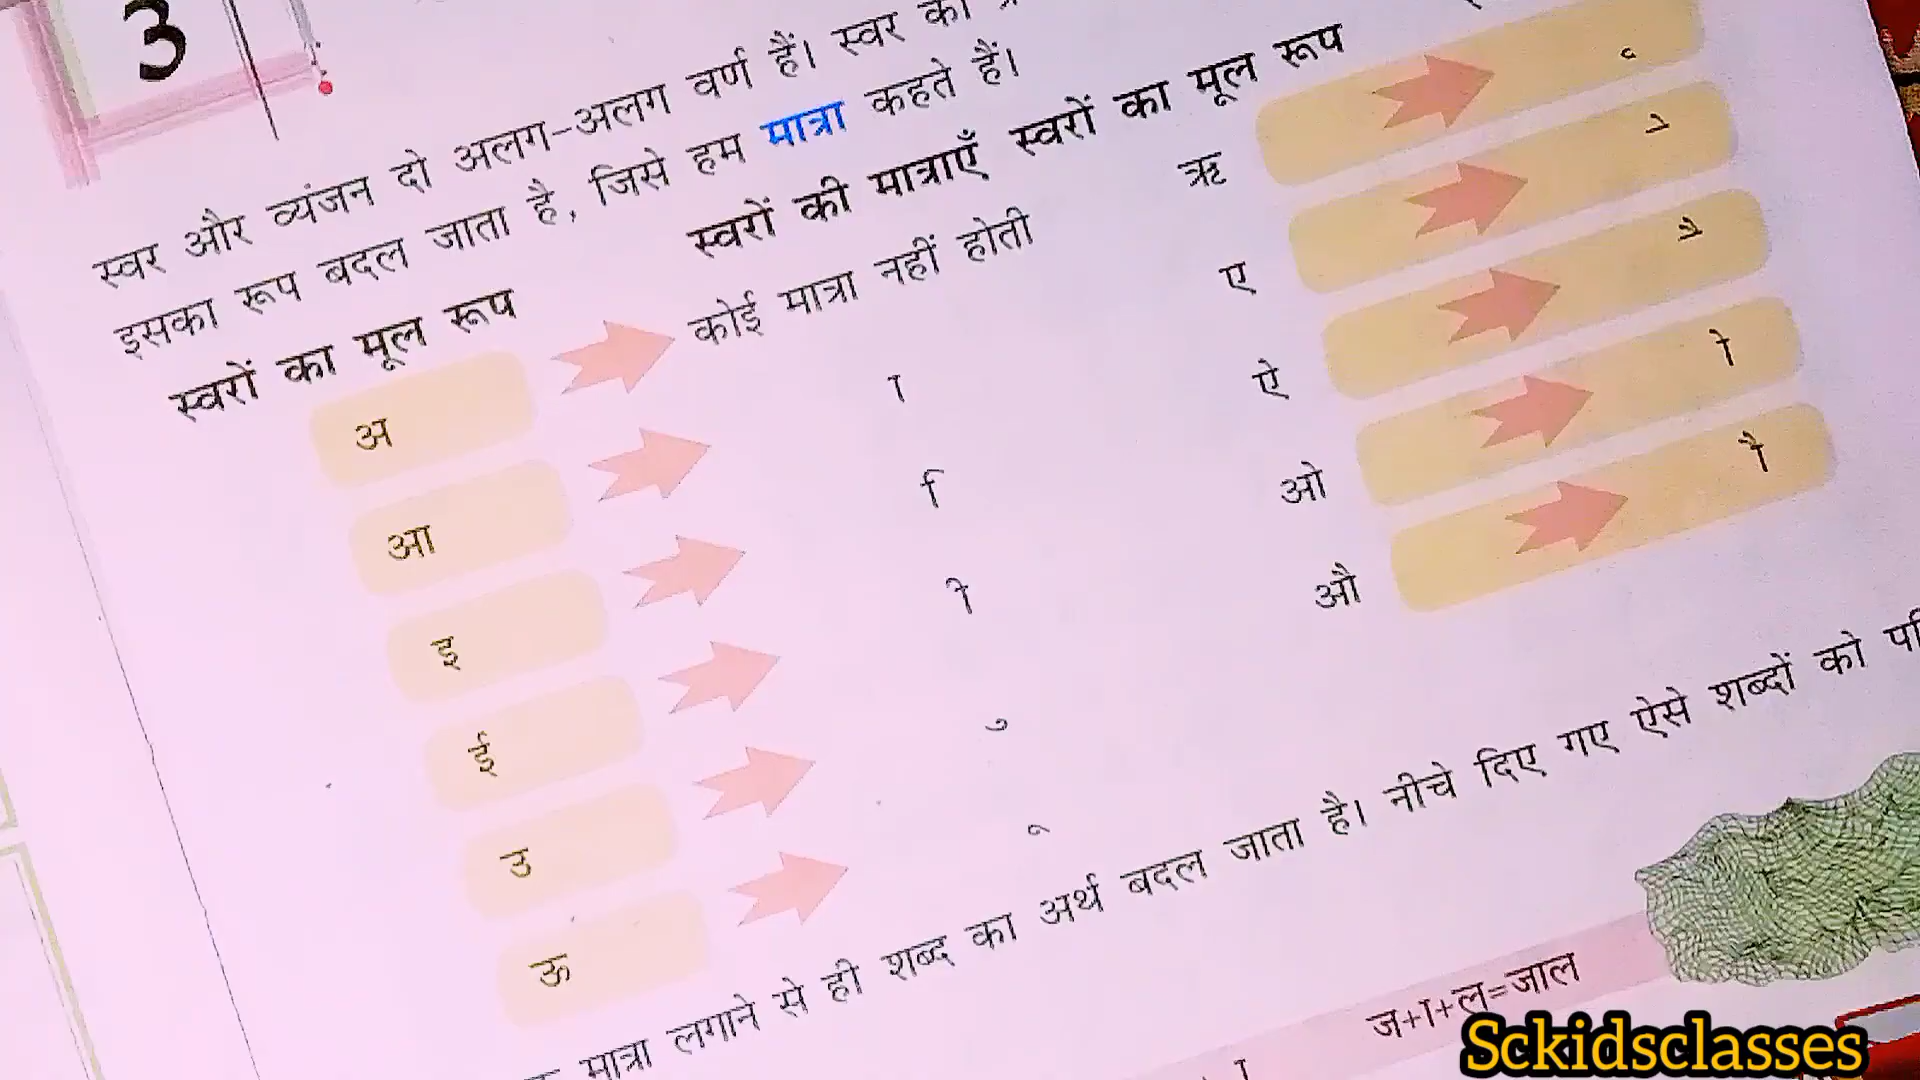 3
स्वर और व्यंजन दो अलग-अलग वर्ण हैं। स्वर का
इसका रूप बदल जाता है, जिसे हम मात्रा कहते हैं।
स्वरों का मूल रूप स्वरों की मात्राएँ स्वरों का मूल रूप
अ कोई मात्रा नहीं होती
आ ा
इ ि
ई ी
उ ु
ऊ ू
ऋ ृ
ए े
ऐ ै
ओ ो
औ ौ
मात्रा लगाने से ही शब्द का अर्थ बदल जाता है। नीचे दिए गए ऐसे शब्दों को
ज+ा+ल=जाल
Sckidsclasses